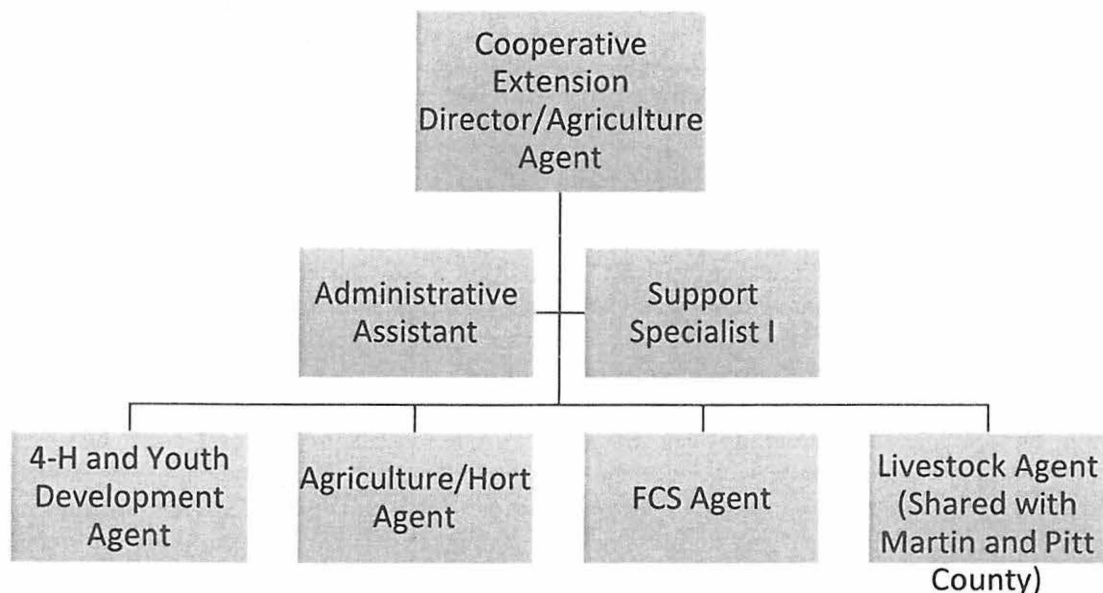 Cooperative
Extension
Director/Agriculture
Agent
Administrative
Assistant
Support
Specialist I
4-H and Youth
Development
Agent
Agriculture/Hort
Agent
FCS Agent
Livestock Agent
(Shared with
Martin and Pitt
County)